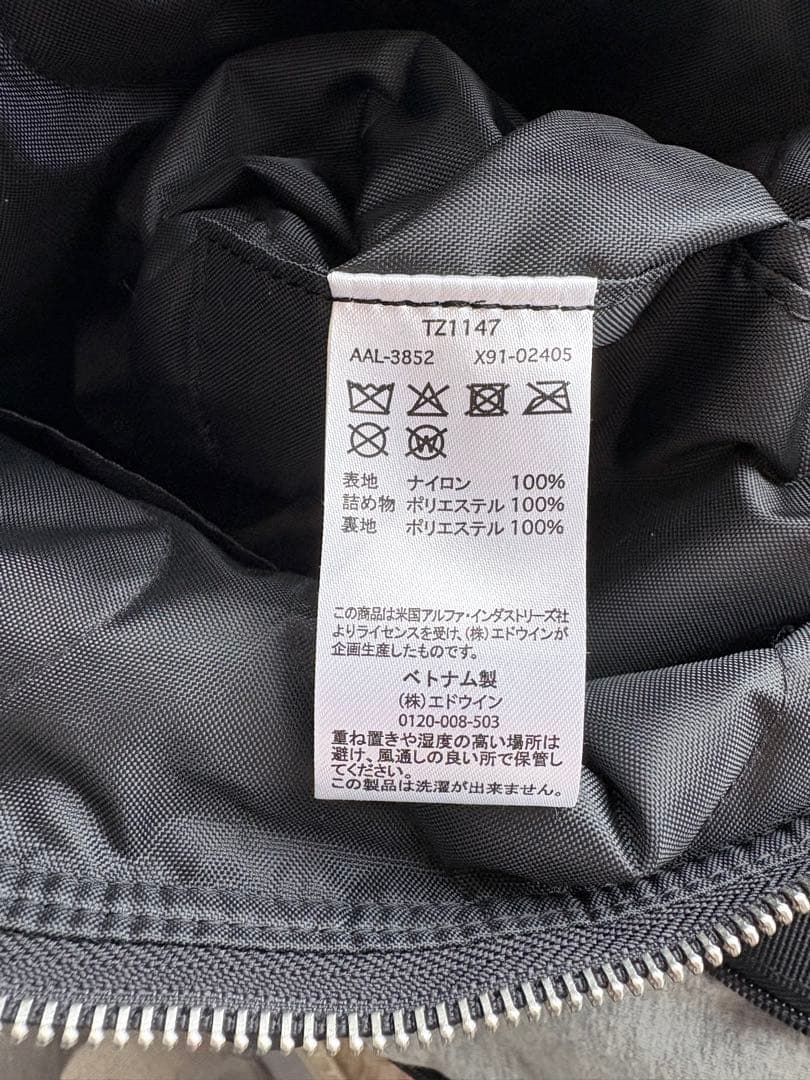 TZ1147
AAL-3852 X91-02405
W
表地 ナイロン 100%
詰め物 ポリエステル 100%
裏地 ポリエステル 100%
この商品は米国アルファ・インダストリーズ社
よりライセンスを受け、(株)エドウインが
企画生産したものです。
ベトナム製
(株)エドウイン
0120-008-503
重ね置きや湿度の高い場所は
避け、風通しの良い所で保管し
てください。
この製品は洗濯が出来ません。